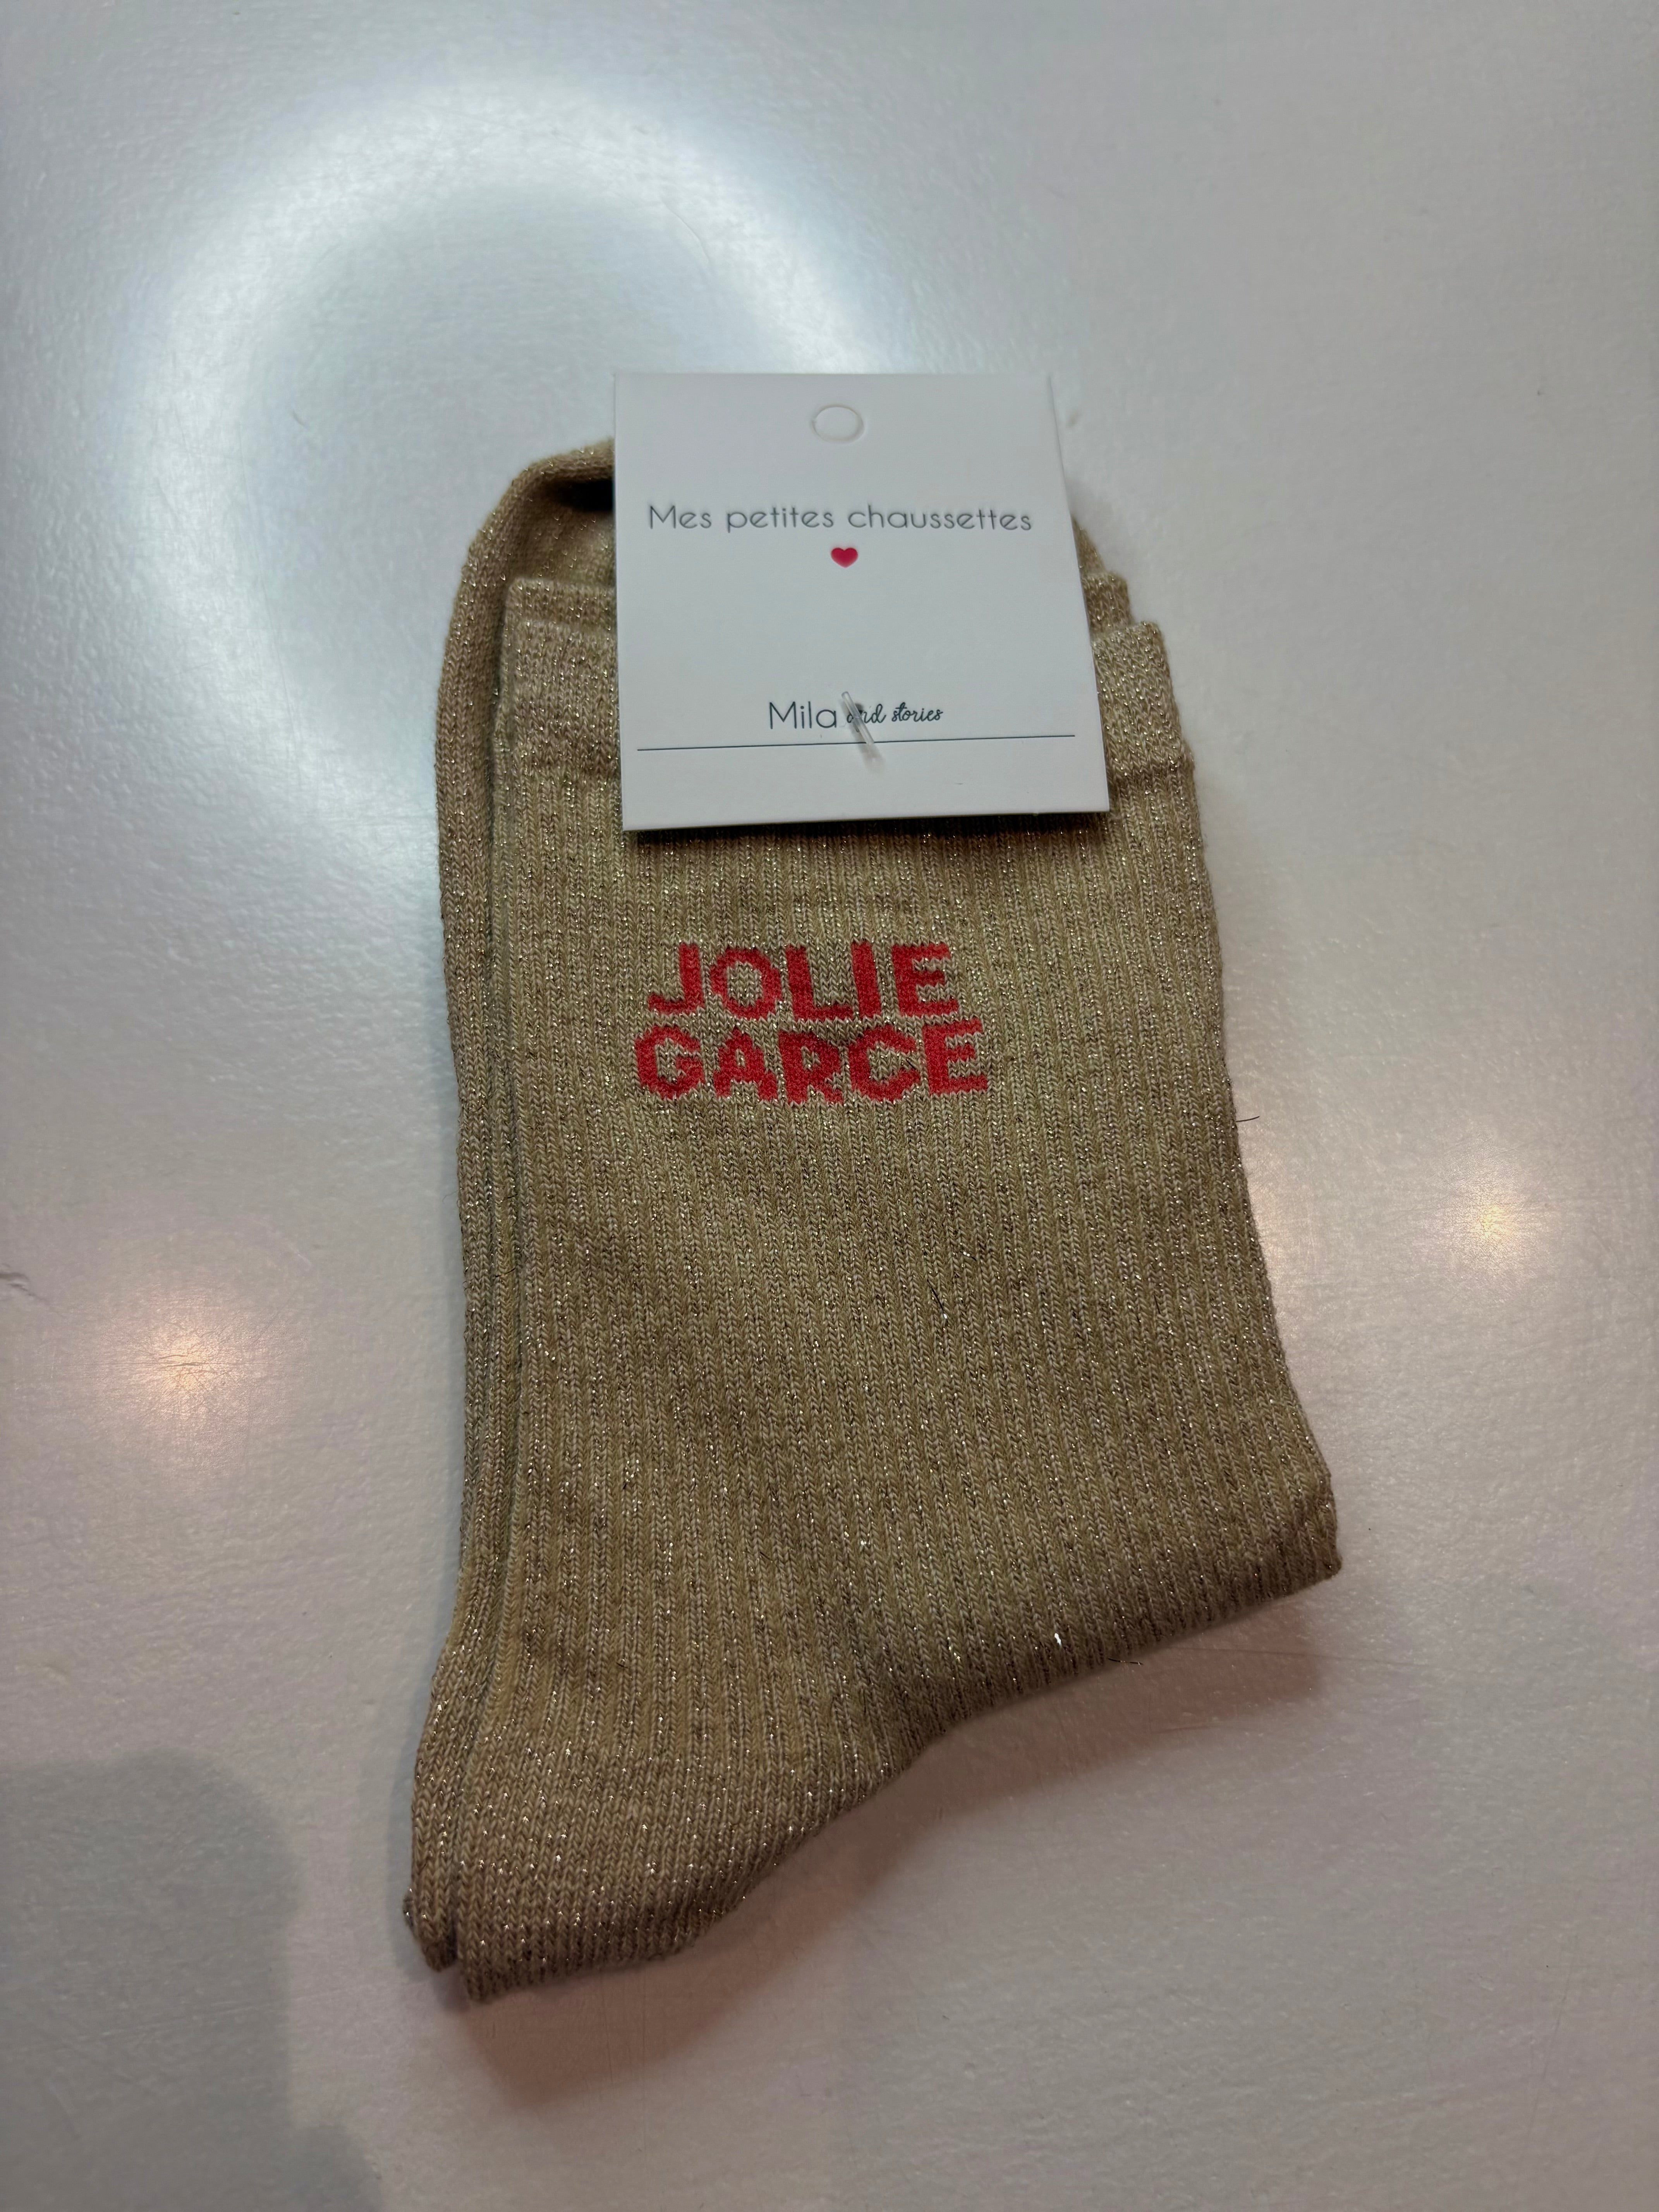 Mes petites chaussettes
Mila and stories
JOLIE
GARCE